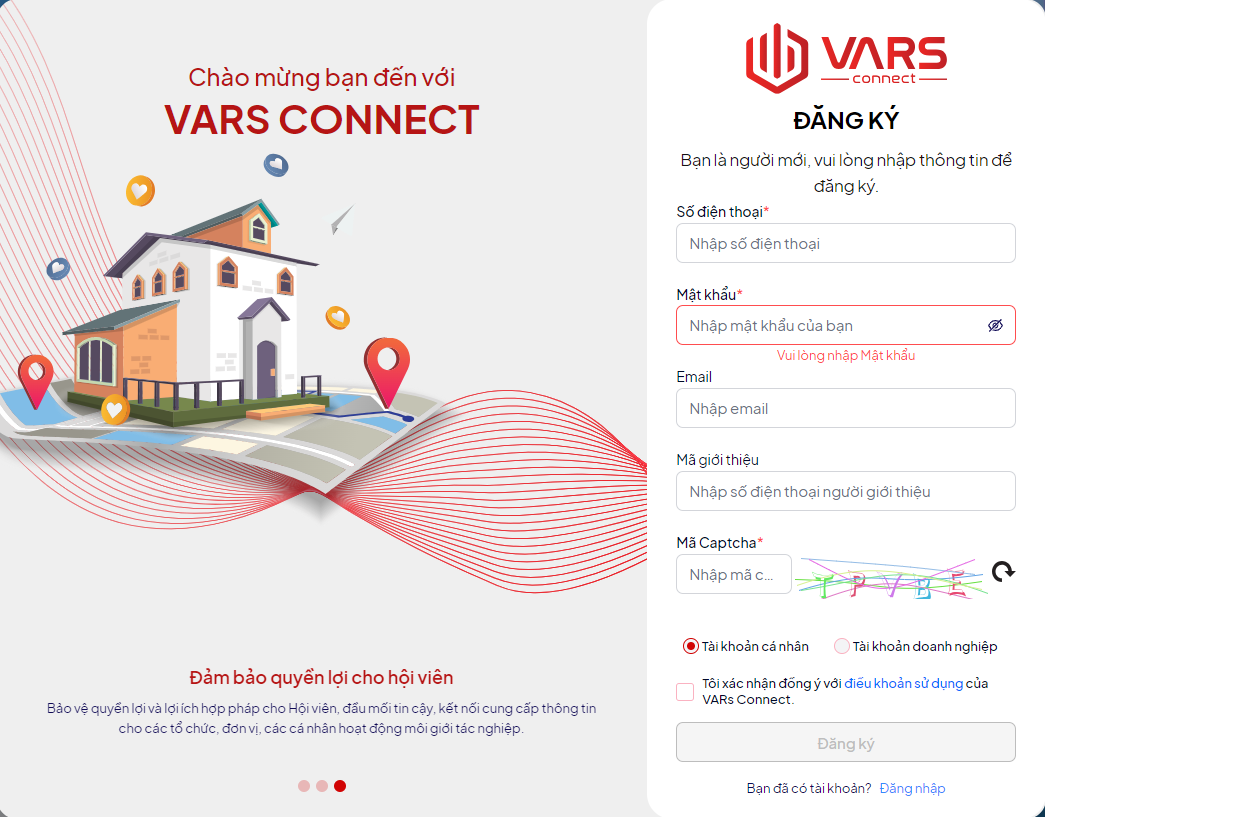 Chào mừng bạn đến với
VARS CONNECT
Đảm bảo quyền lợi cho hội viên
Bảo vệ quyền lợi và lợi ích hợp pháp cho Hội viên, đầu mối tin cậy, kết nối cung cấp thông tin
cho các tổ chức, đơn vị, các cá nhân hoạt động môi giới tác nghiệp.
VARS
connect
ĐĂNG KÝ
Bạn là người mới, vui lòng nhập thông tin để
đăng ký.
Số điện thoại*
Nhập số điện thoại
Mật khẩu*
Nhập mật khẩu của bạn
Vui lòng nhập Mật khẩu
Email
Nhập email
Mã giới thiệu
Nhập số điện thoại người giới thiệu
Mã Captcha*
Nhập mã c...
Tài khoản cá nhân
Tài khoản doanh nghiệp
Tôi xác nhận đồng ý với điều khoản sử dụng của
VARs Connect.
Đăng ký
Bạn đã có tài khoản? Đăng nhập